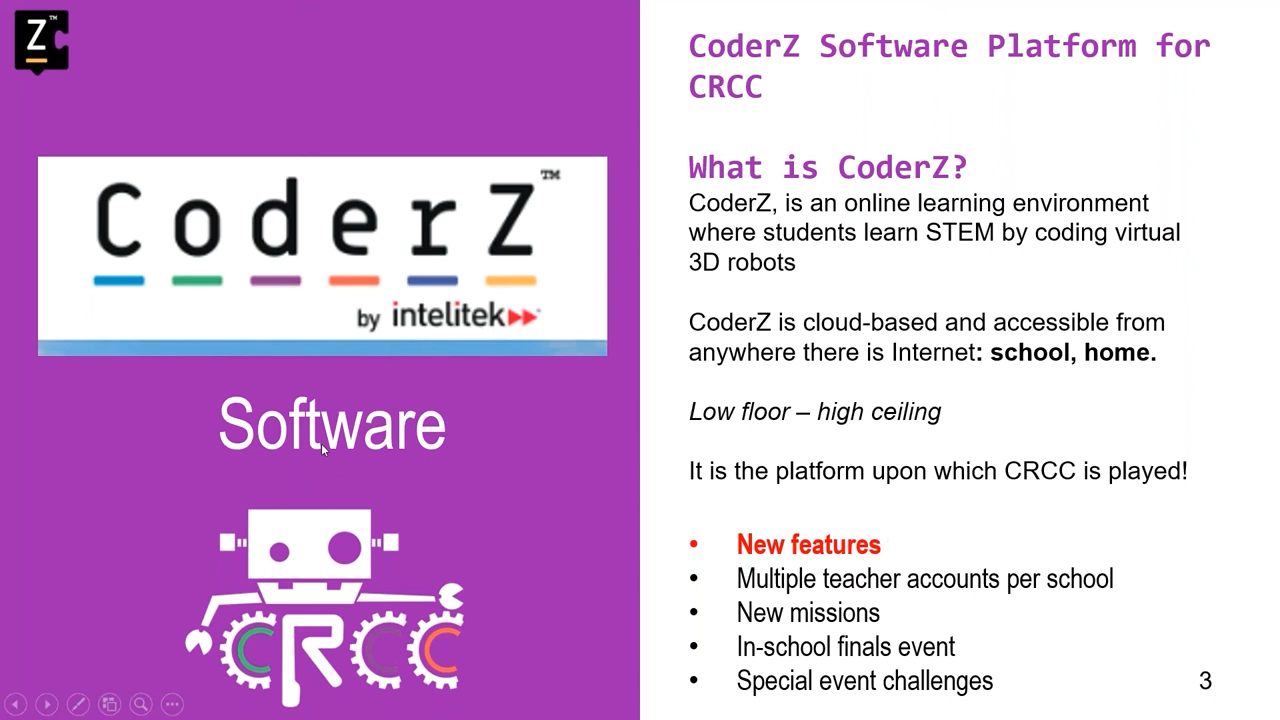 Z™
CoderZ™
by intelitek
Software
CRCC
CoderZ Software Platform for
CRCC
What is CoderZ?
CoderZ, is an online learning environment
where students learn STEM by coding virtual
3D robots
CoderZ is cloud-based and accessible from
anywhere there is Internet: school, home.
Low floor – high ceiling
It is the platform upon which CRCC is played!
• New features
• Multiple teacher accounts per school
• New missions
• In-school finals event
• Special event challenges
3